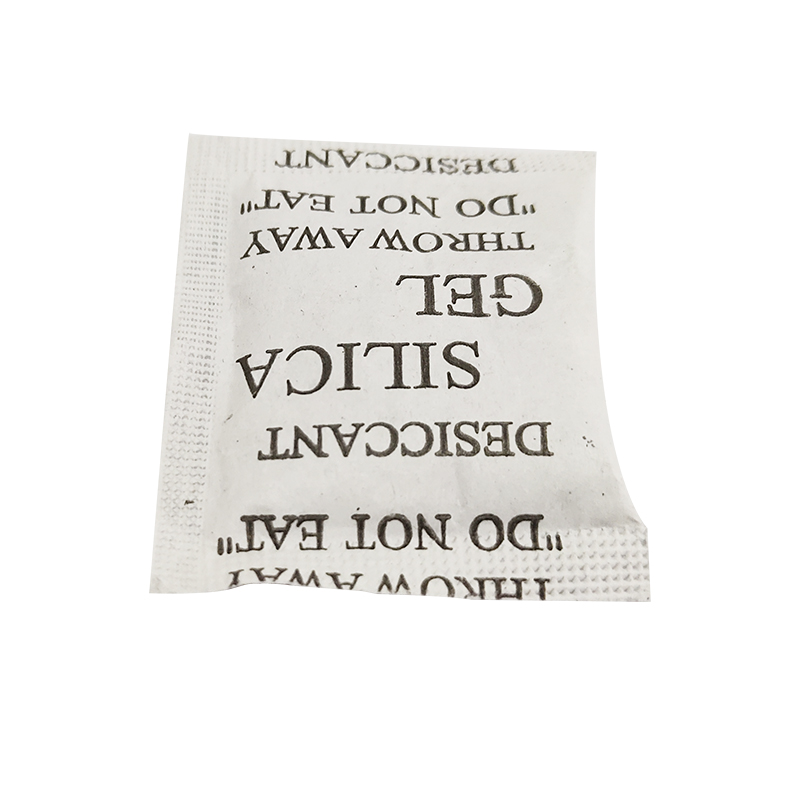 THROW AWAY
"DO NOT EAT"
DESICCANT
SILICA
GEL
THROW AWAY
"DO NOT EAT"
DESICCANT